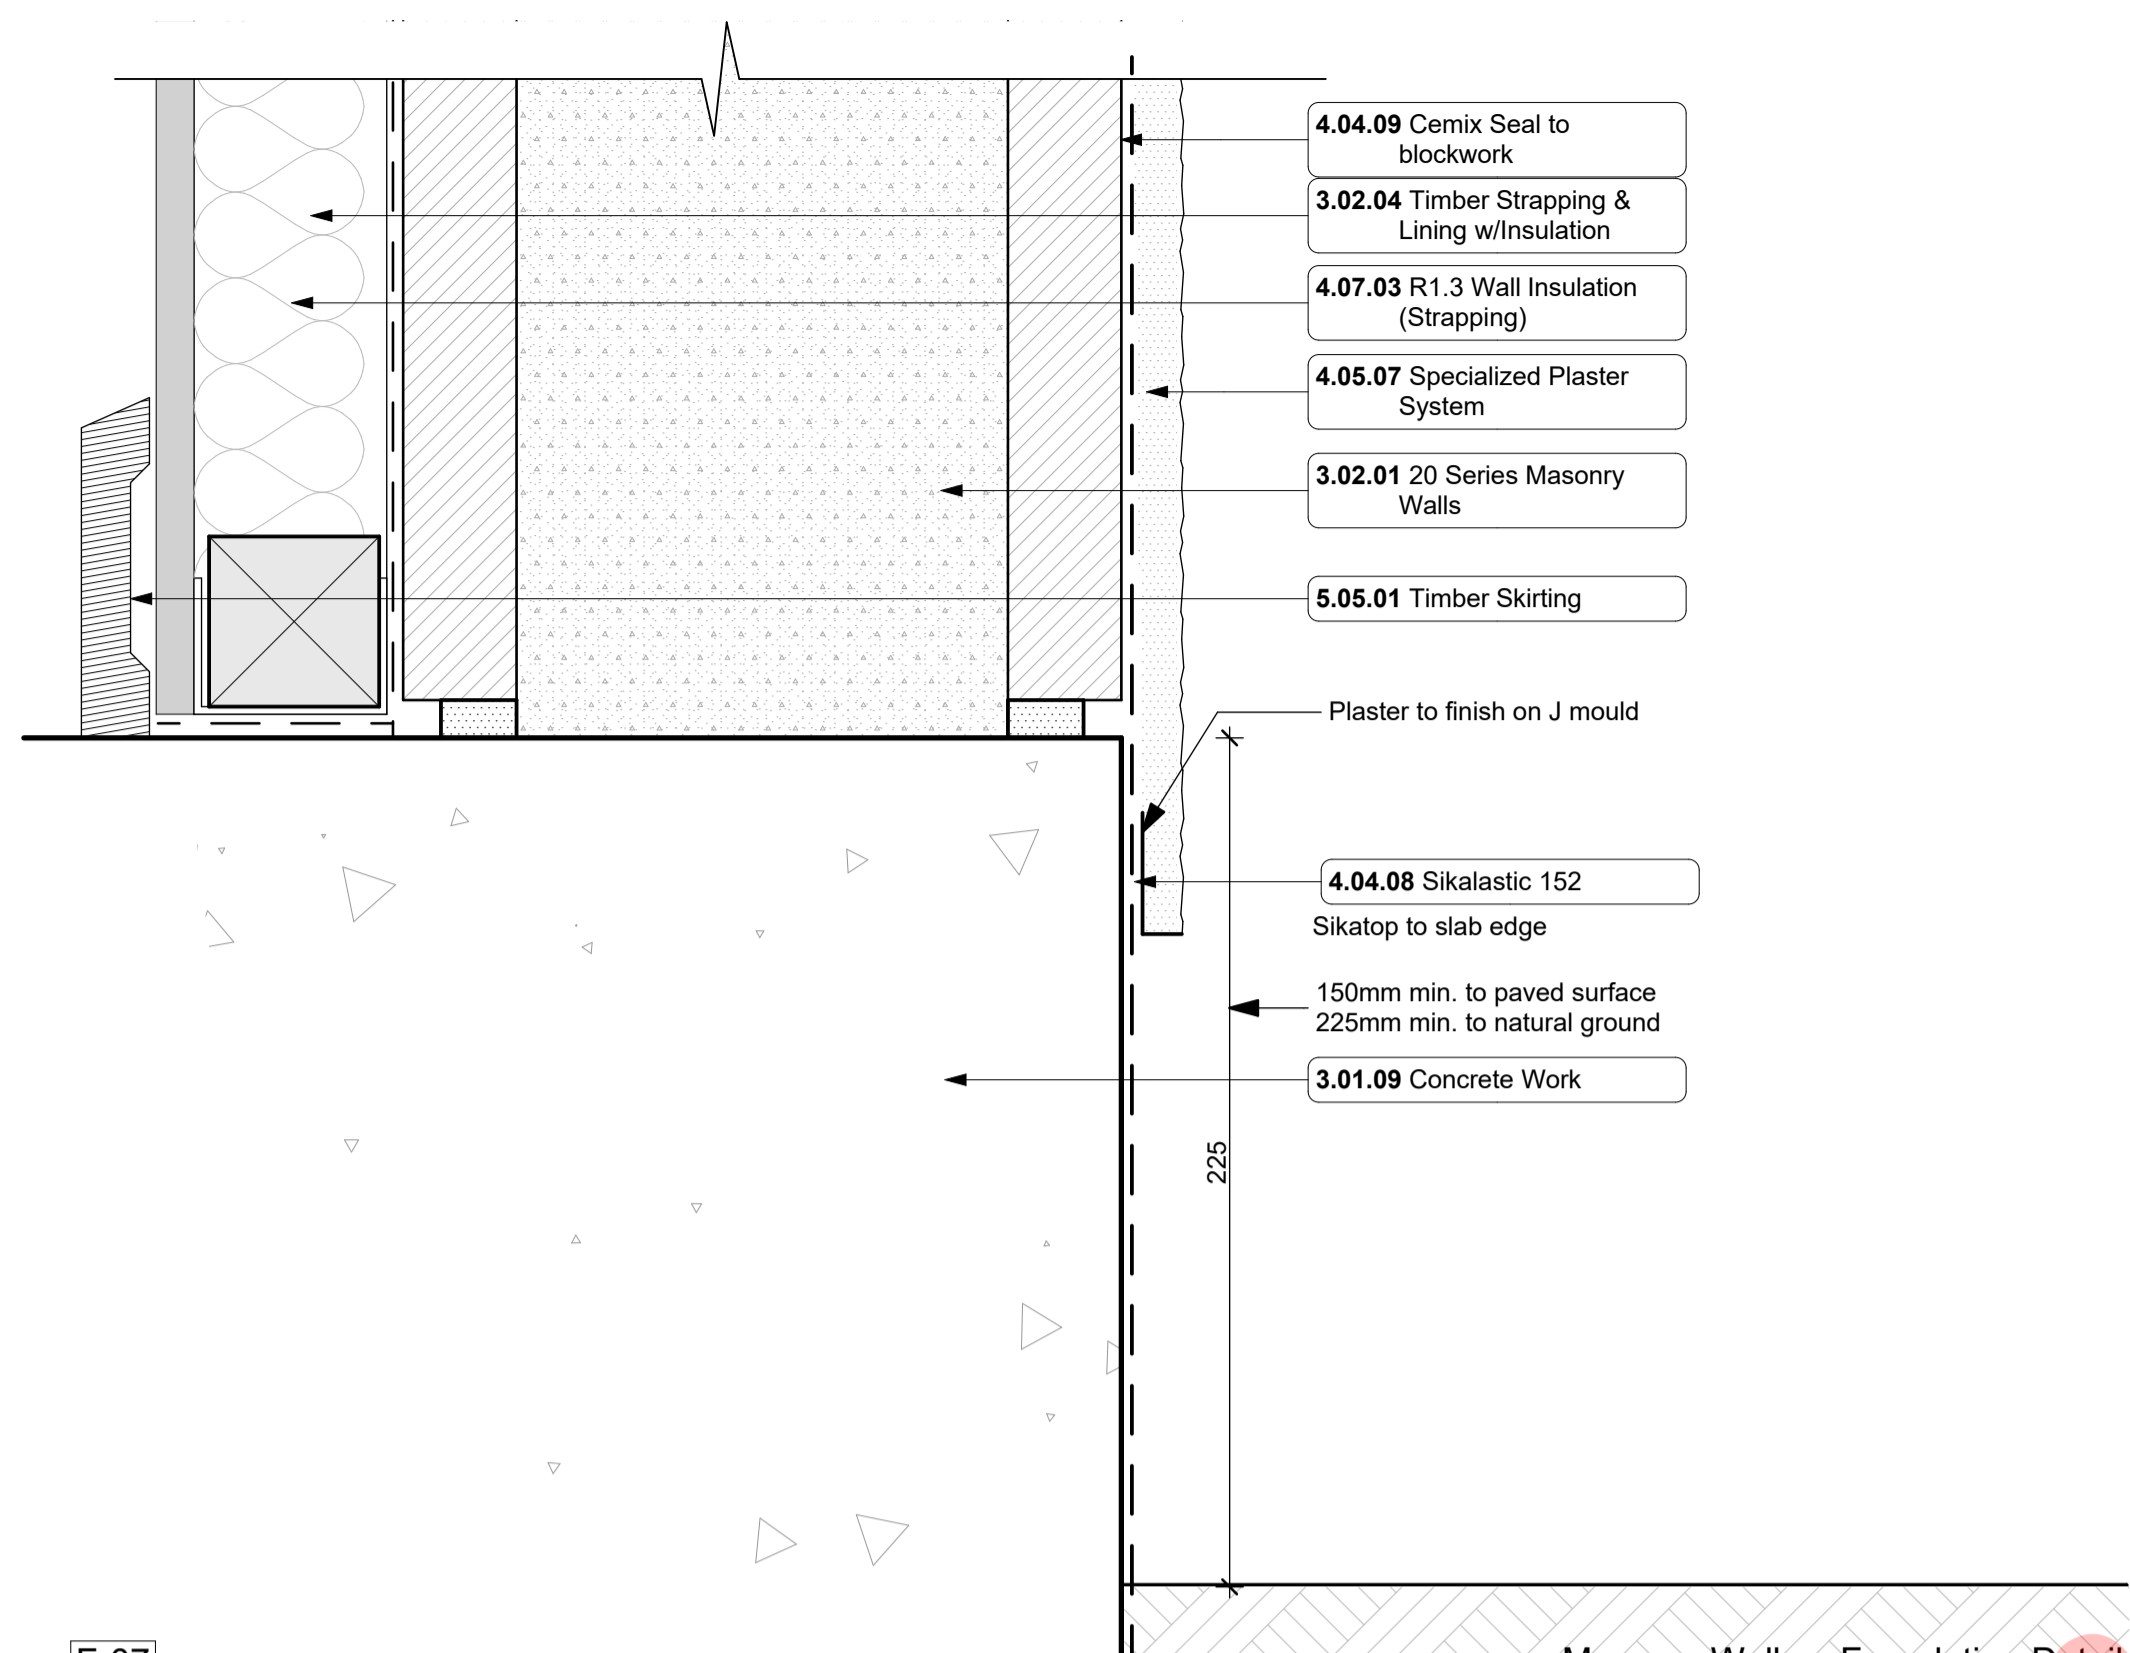 4.04.09 Cemix Seal to
blockwork
3.02.04 Timber Strapping &
Lining w/Insulation
4.07.03 R1.3 Wall Insulation
(Strapping)
4.05.07 Specialized Plaster
System
3.02.01 20 Series Masonry
Walls
5.05.01 Timber Skirting
Plaster to finish on J mould
4.04.08 Sikalastic 152
Sikatop to slab edge
150mm min. to paved surface
225mm min. to natural ground
3.01.09 Concrete Work
225